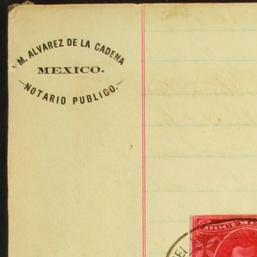 M. ALVAREZ DE LA CADENA
MEXICO.
NOTARIO PUBLICO.